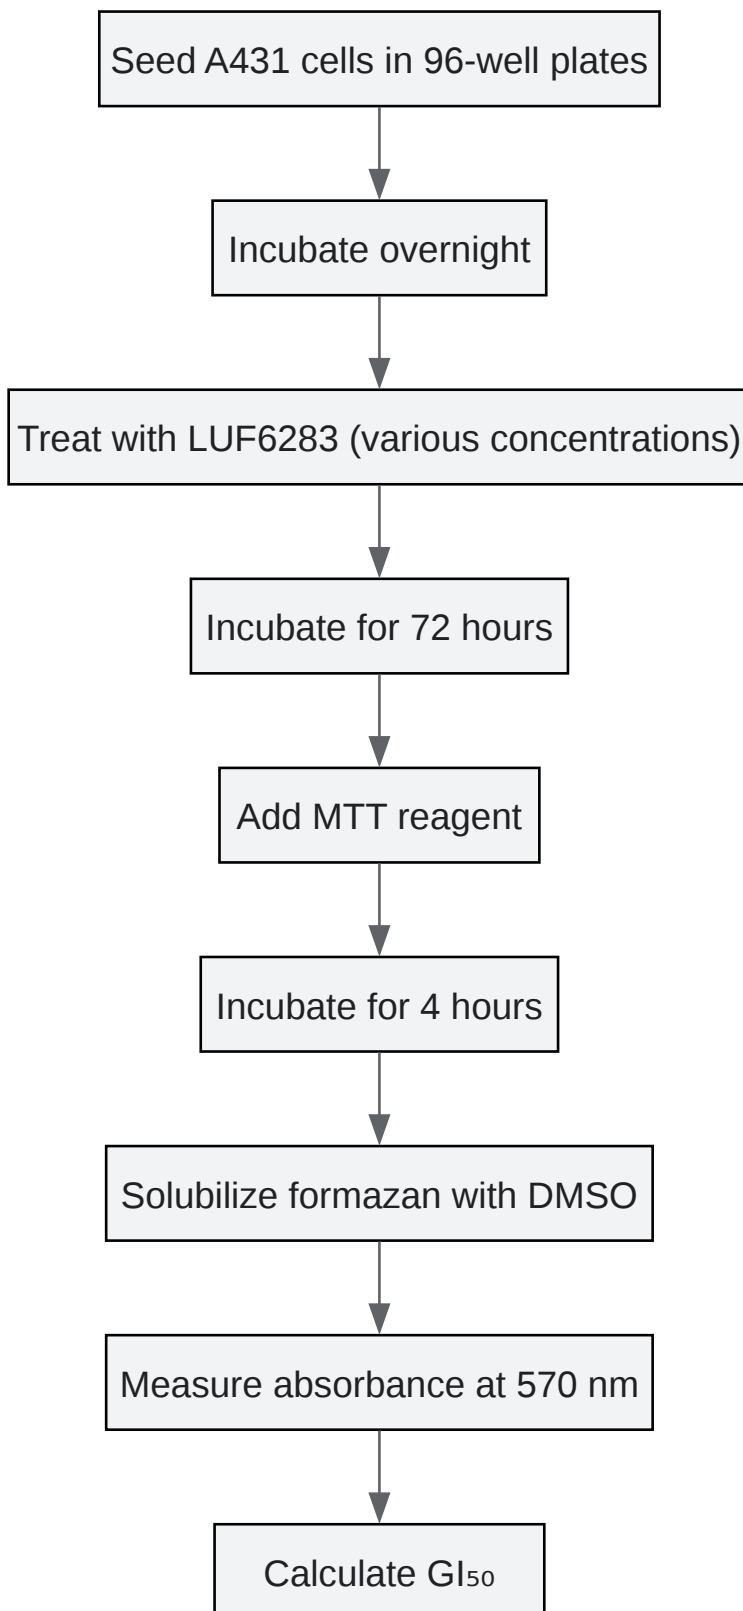 Seed A431 cells in 96-well plates
Incubate overnight
Treat with LUF6283 (various concentrations)
Incubate for 72 hours
Add MTT reagent
Incubate for 4 hours
Solubilize formazan with DMSO
Measure absorbance at 570 nm
Calculate GI₅₀